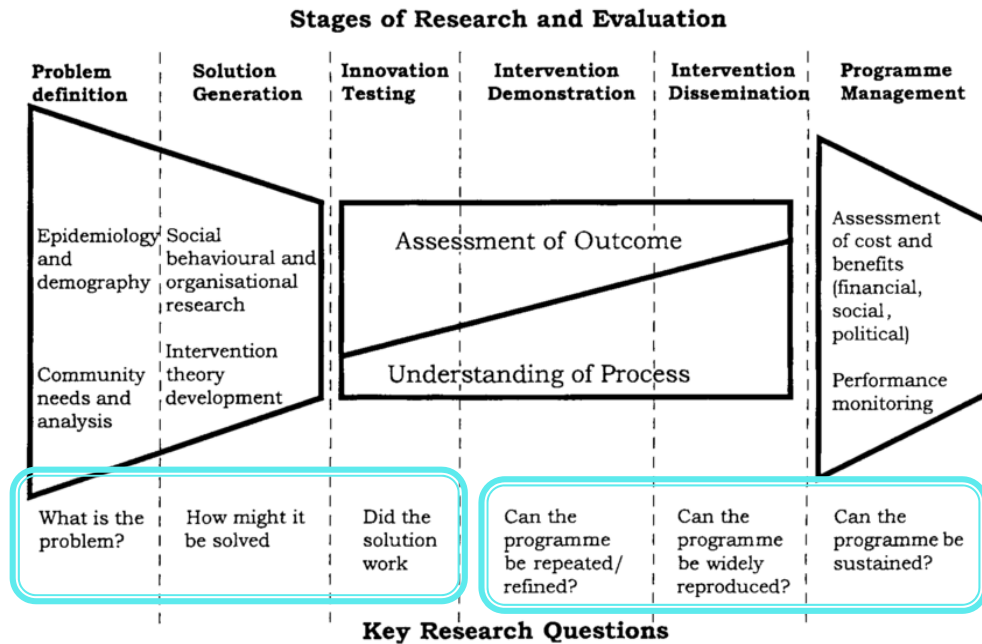 Stages of Research and Evaluation
Problem
definition
Solution
Generation
Innovation
Testing
Intervention
Demonstration
Intervention
Dissemination
Programme
Management
Epidemiology
and
demography
Community
needs and
analysis
Social
behavioural and
organisational
research
Intervention
theory
development
Assessment of Outcome
Understanding of Process
Assessment
of cost and
benefits
(financial,
social,
political)
Performance
monitoring
What is the
problem?
How might it
be solved
Did the
solution
work
Can the
programme
be repeated/
refined?
Can the
programme
be widely
reproduced?
Can the
programme be
sustained?
Key Research Questions